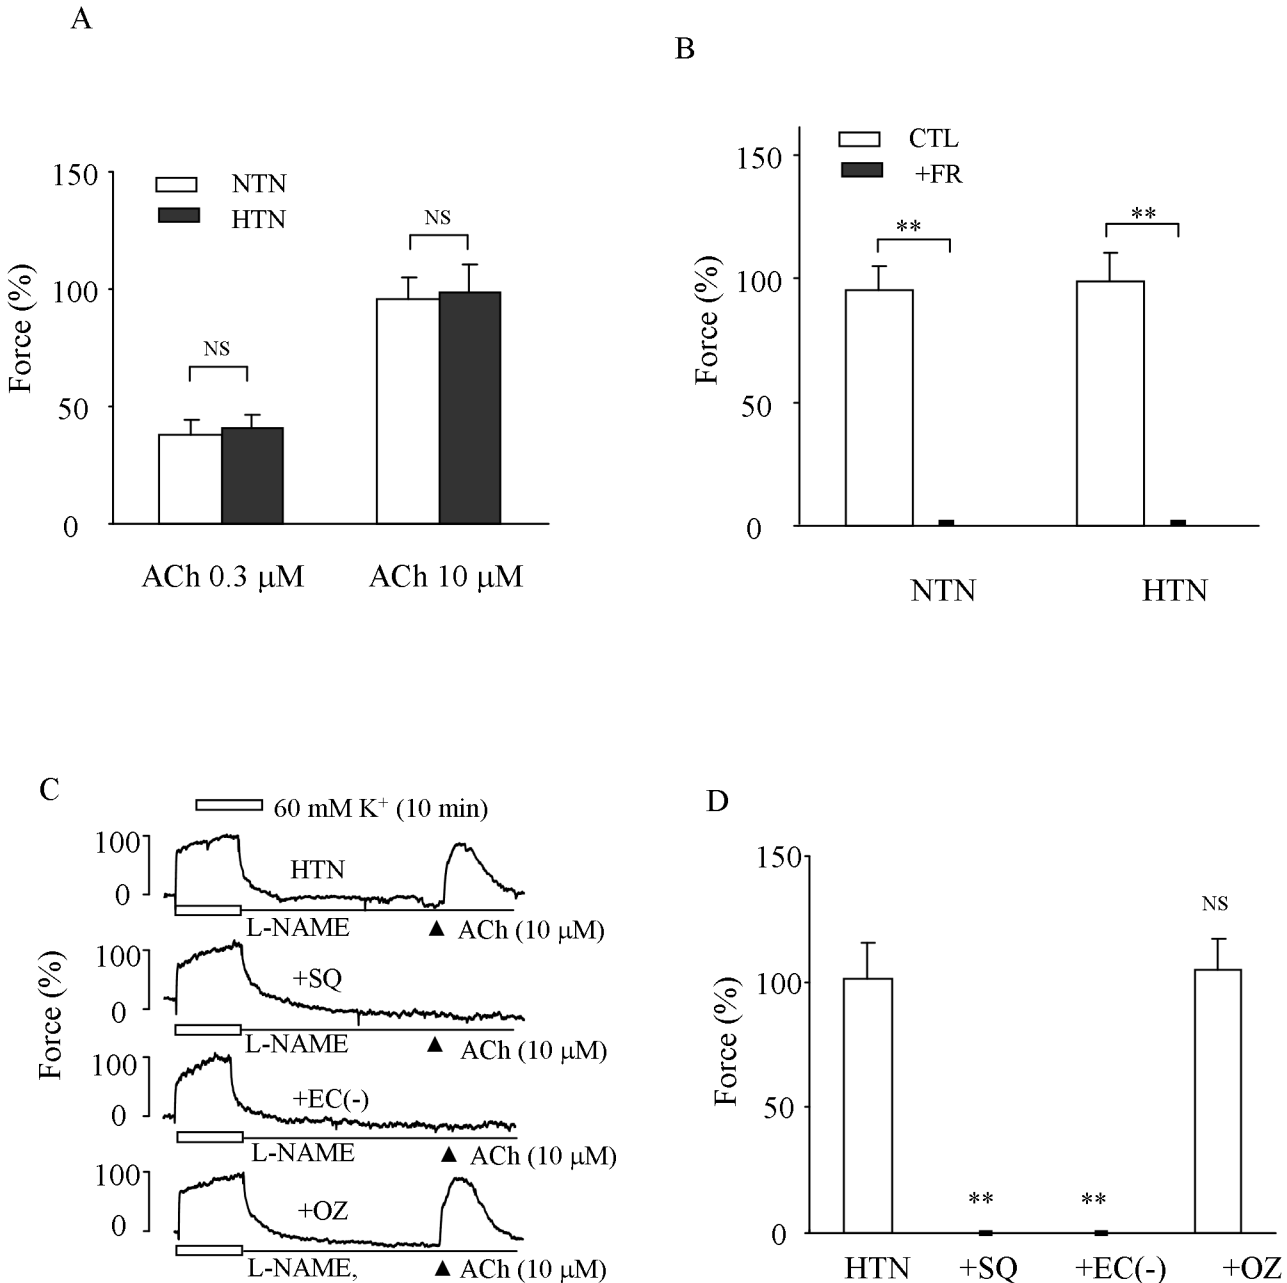 A
150
100
50
0
Force (%)
NTN
HTN
NS
NS
ACh 0.3 μM
ACh 10 μM
B
150
100
50
0
Force (%)
CTL
+FR
**
**
NTN
HTN
C
60 mM K⁺ (10 min)
Force (%)
100
0
HTN
L-NAME
▲ ACh (10 μM)
100
0
+SQ
L-NAME
▲ ACh (10 μM)
100
0
+EC(-)
L-NAME
▲ ACh (10 μM)
100
0
+OZ
L-NAME,
▲ ACh (10 μM)
D
150
100
50
0
Force (%)
NS
**
**
HTN
+SQ
+EC(-)
+OZ